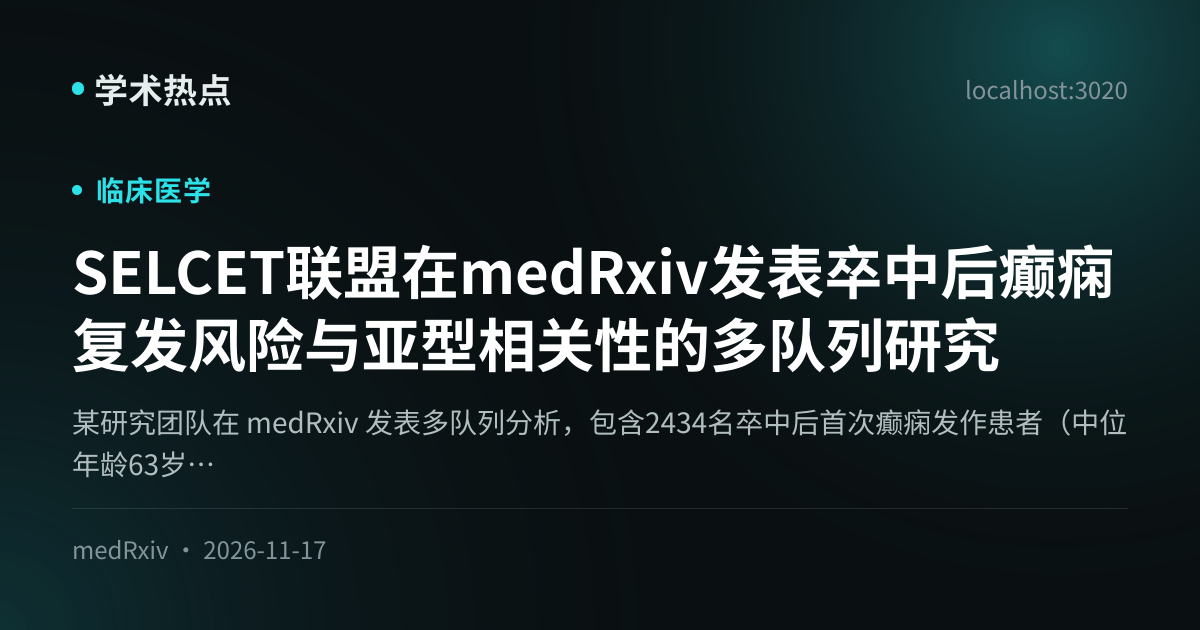 学术热点
localhost:3020
临床医学
SELCET联盟在medRxiv发表卒中后癫痫
复发风险与亚型相关性的多队列研究
某研究团队在 medRxiv 发表多队列分析，包含2434名卒中后首次癫痫发作患者（中位
年龄63岁…
medRxiv • 2026-11-17